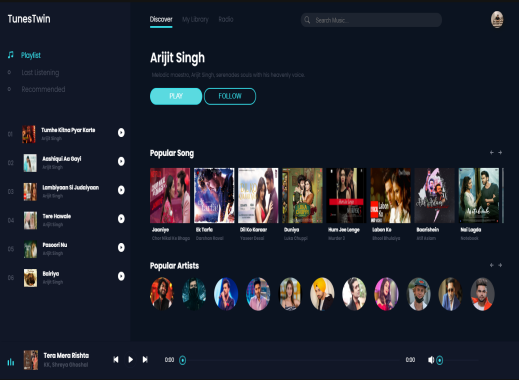 TunesTwin
Discover My Library Radio
Search Music...
Playlist
Last Listening
Recommended
Arijit Singh
Melodic maestro, Arijit Singh, serenades souls with his heavenly voice.
PLAY FOLLOW
01 Tumhe Kitna Pyar Karte
Arijit Singh
02 Aashiqui Aa Gayi
Arijit Singh
03 Lambiyaan Si Judaiyaan
Arijit Singh
04 Tere Hawale
Arijit Singh
05 Pasoori Nu
Arijit Singh
06 Bairiya
Arijit Singh
Popular Song
Jaaniye Ek Tarfa Dil Ko Karaar Duniya Hum Jee Lenge Laban Ko Baarishein Nai Lagda
Chor Nikal Ke Bhaga Darshan Raval Yasser Desai Luka Chuppi Murder 3 Bhool Bhulaiya Atif Aslam Notebook
Popular Artists
Tera Mera Rishta
KK, Shreya Ghoshal
0:00 0:00